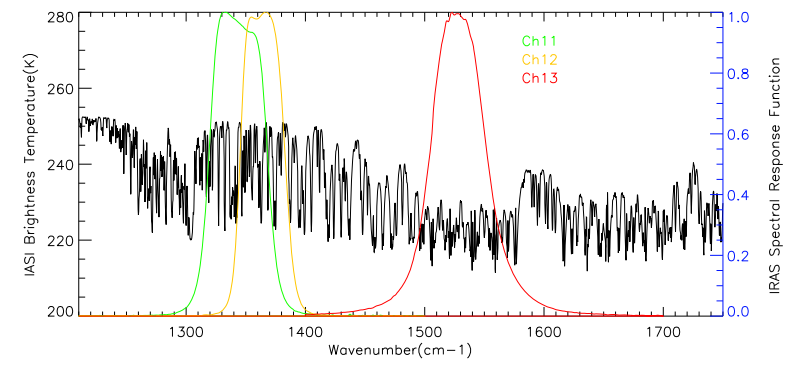 280
260
240
220
200
IASI Brightness Temperature(K)
Ch11
Ch12
Ch13
1.0
0.8
0.6
0.4
0.2
0.0
IRAS Spectral Response Function
1300 1400 1500 1600 1700
Wavenumber(cm-1)